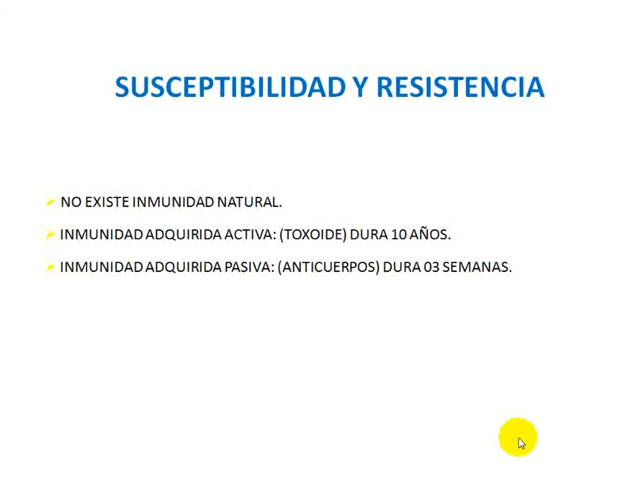 SUSCEPTIBILIDAD Y RESISTENCIA
NO EXISTE INMUNIDAD NATURAL.
INMUNIDAD ADQUIRIDA ACTIVA: (TOXOIDE) DURA 10 AÑOS.
INMUNIDAD ADQUIRIDA PASIVA: (ANTICUERPOS) DURA 03 SEMANAS.